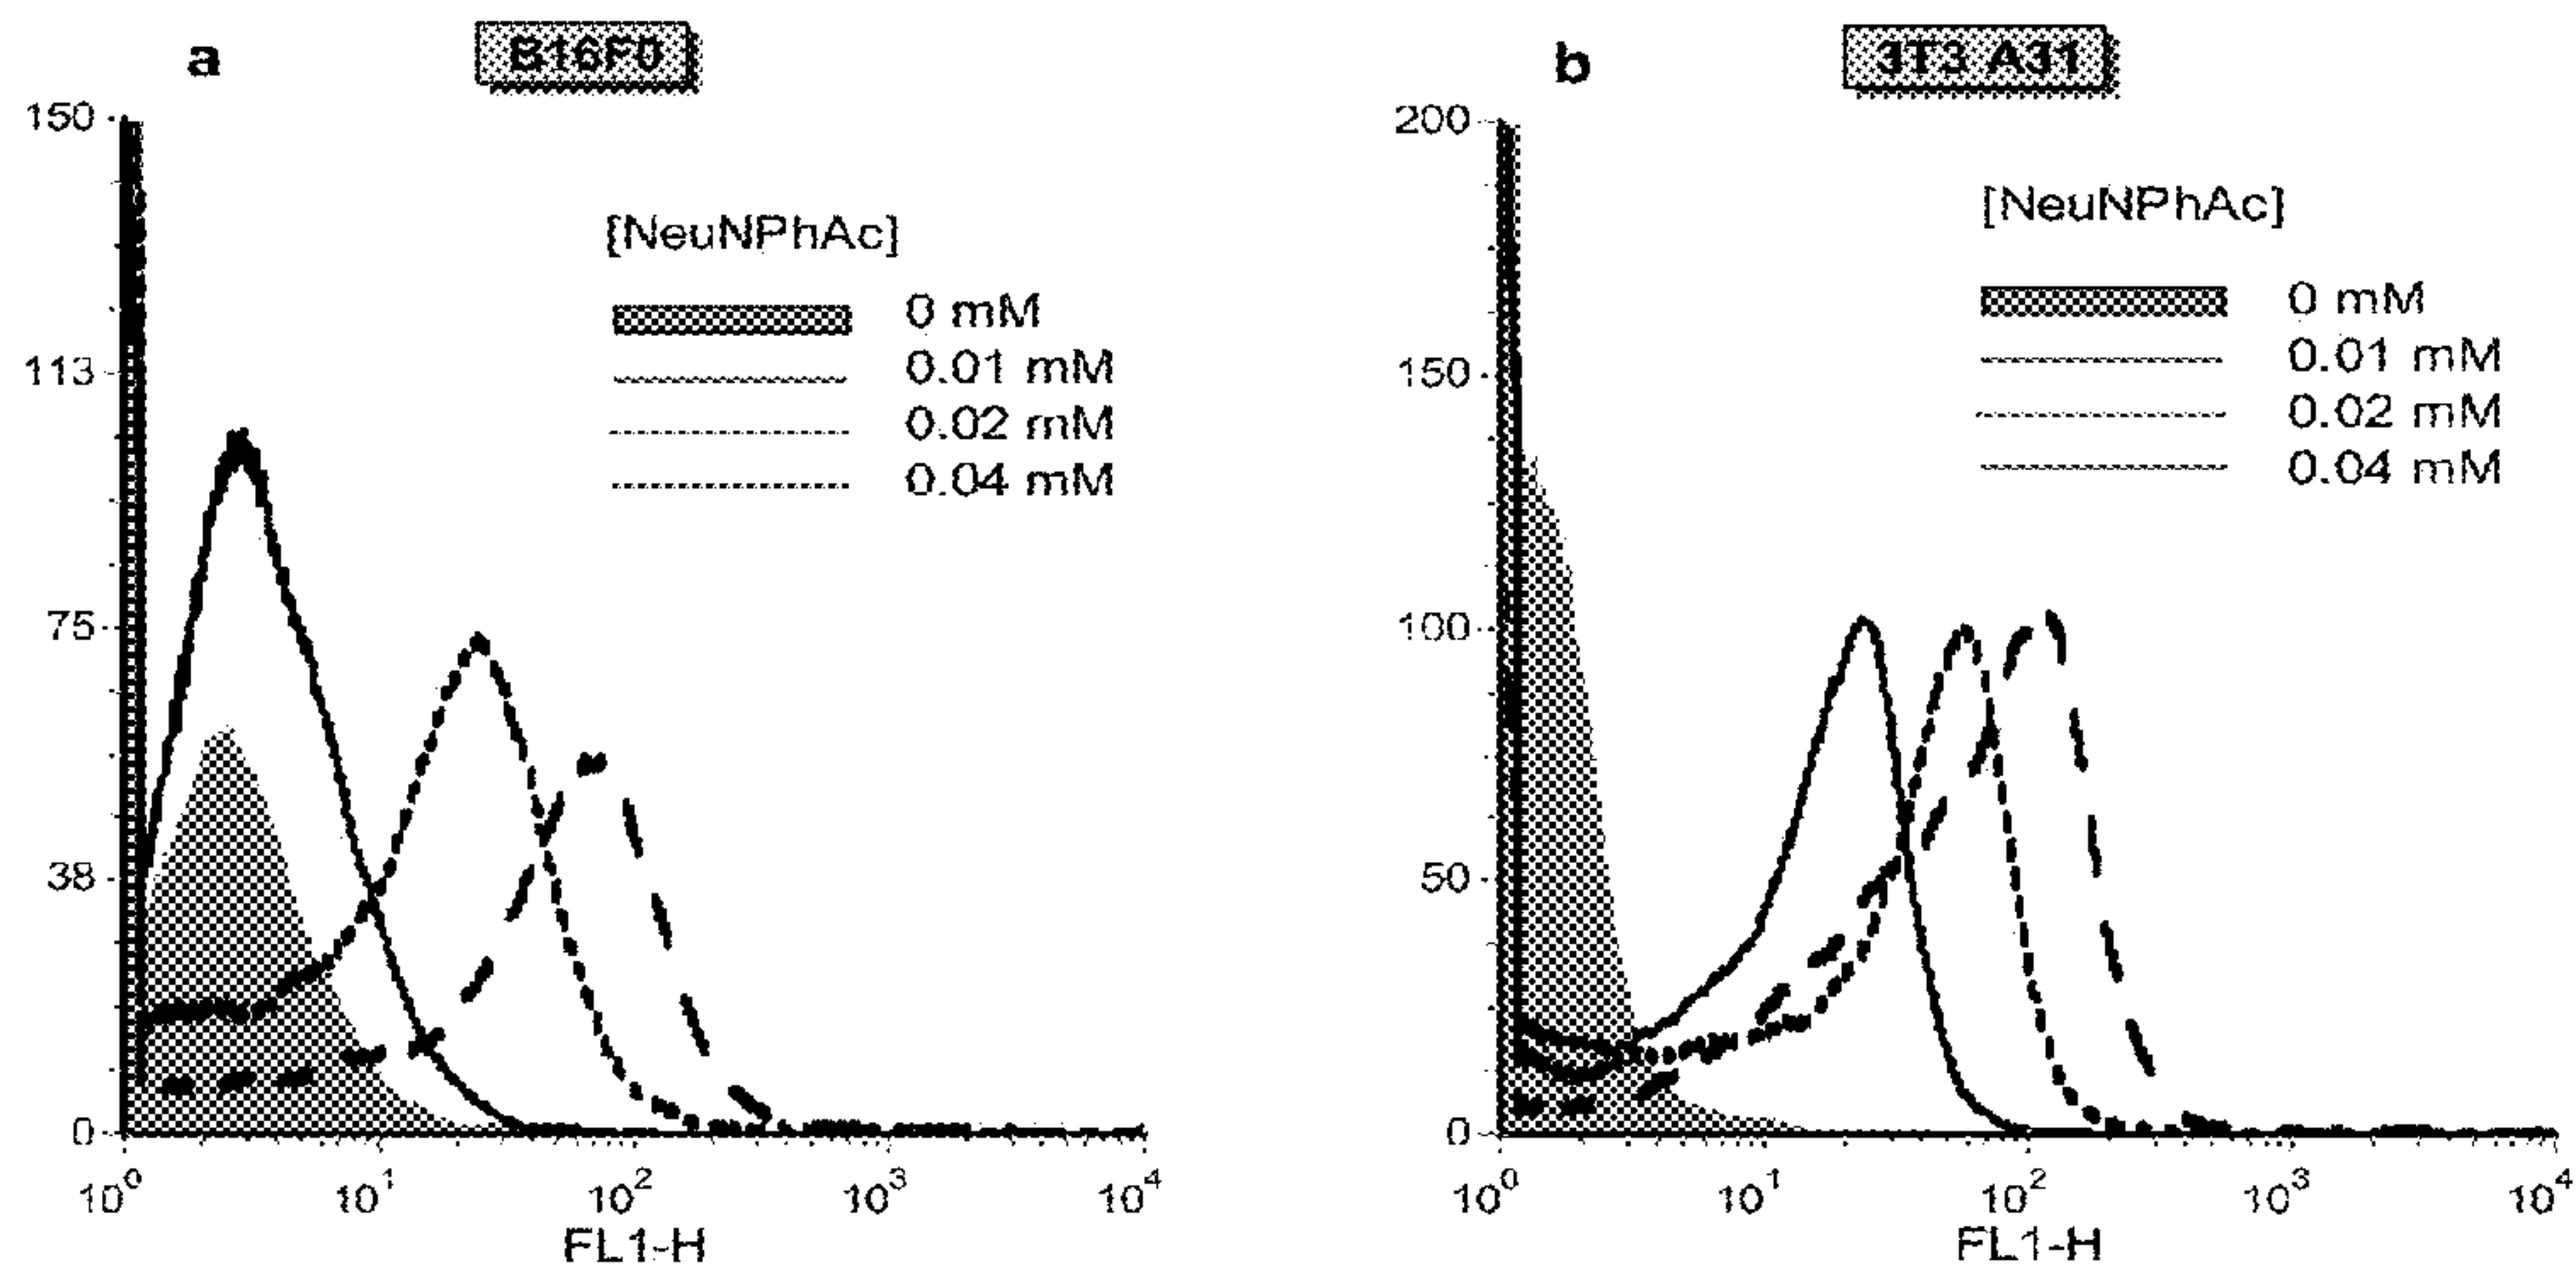 a
B16F0
150
113
75
38
0
[NeuNPhAc]
0 mM
0.01 mM
0.02 mM
0.04 mM
10⁰ 10¹ 10² 10³ 10⁴
FL1-H
b
3T3 A31
200
150
100
50
0
[NeuNPhAc]
0 mM
0.01 mM
0.02 mM
0.04 mM
10⁰ 10¹ 10² 10³ 10⁴
FL1-H